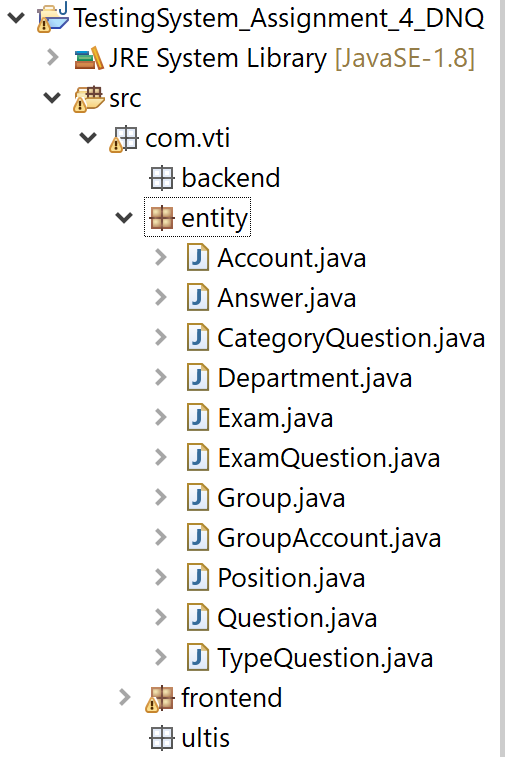 TestingSystem_Assignment_4_DNQ
JRE System Library [JavaSE-1.8]
src
com.vti
backend
entity
Account.java
Answer.java
CategoryQuestion.java
Department.java
Exam.java
ExamQuestion.java
Group.java
GroupAccount.java
Position.java
Question.java
TypeQuestion.java
frontend
ultis